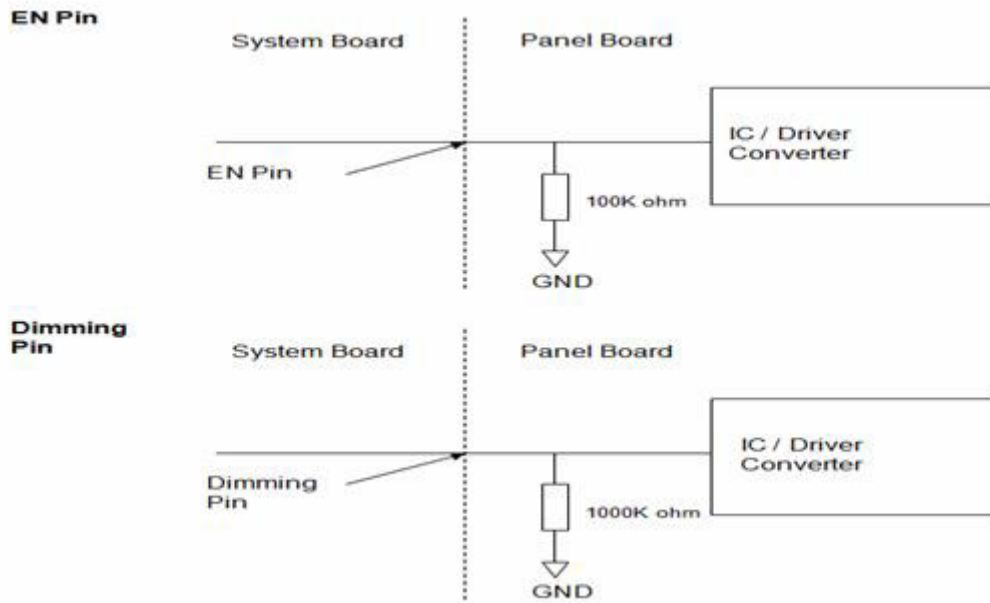 EN Pin
System Board
Panel Board
IC / Driver
Converter
EN Pin
100K ohm
GND
Dimming
Pin
System Board
Panel Board
IC / Driver
Converter
Dimming
Pin
1000K ohm
GND